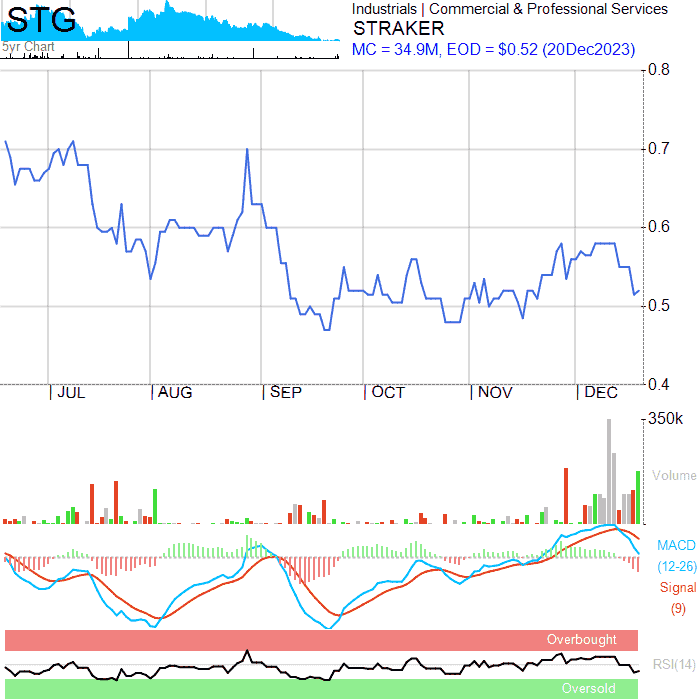 STG
5yr Chart
Industrials | Commercial & Professional Services
STRAKER
MC = 34.9M, EOD = $0.52 (20Dec2023)
0.8
0.7
0.6
0.5
0.4
JUL AUG SEP OCT NOV DEC
350k
Volume
MACD
(12-26)
Signal
(9)
Overbought
RSI(14)
Oversold